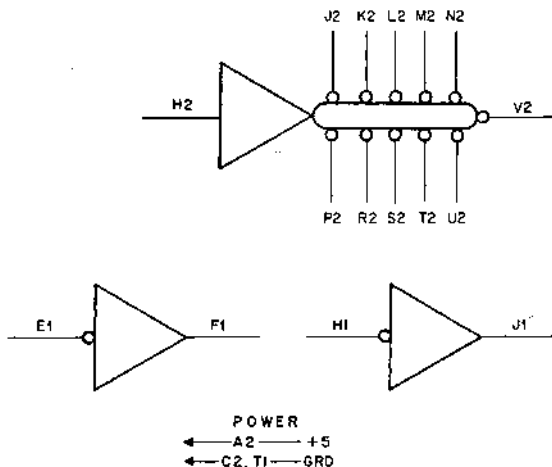 J2 K2 L2 M2 N2
H2
V2
P2 R2 S2 T2 U2
E1
F1
H1
J1
POWER
A2 +5
C2, T1 GRD